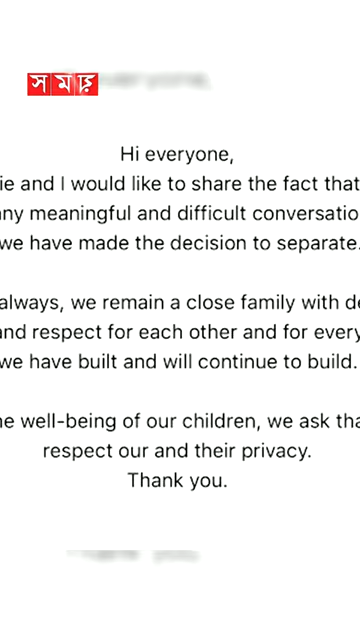 সময়
Hi everyone,
ie and I would like to share the fact that
ny meaningful and difficult conversatio
we have made the decision to separate.
always, we remain a close family with de
and respect for each other and for every
we have built and will continue to build.
he well-being of our children, we ask tha
respect our and their privacy.
Thank you.